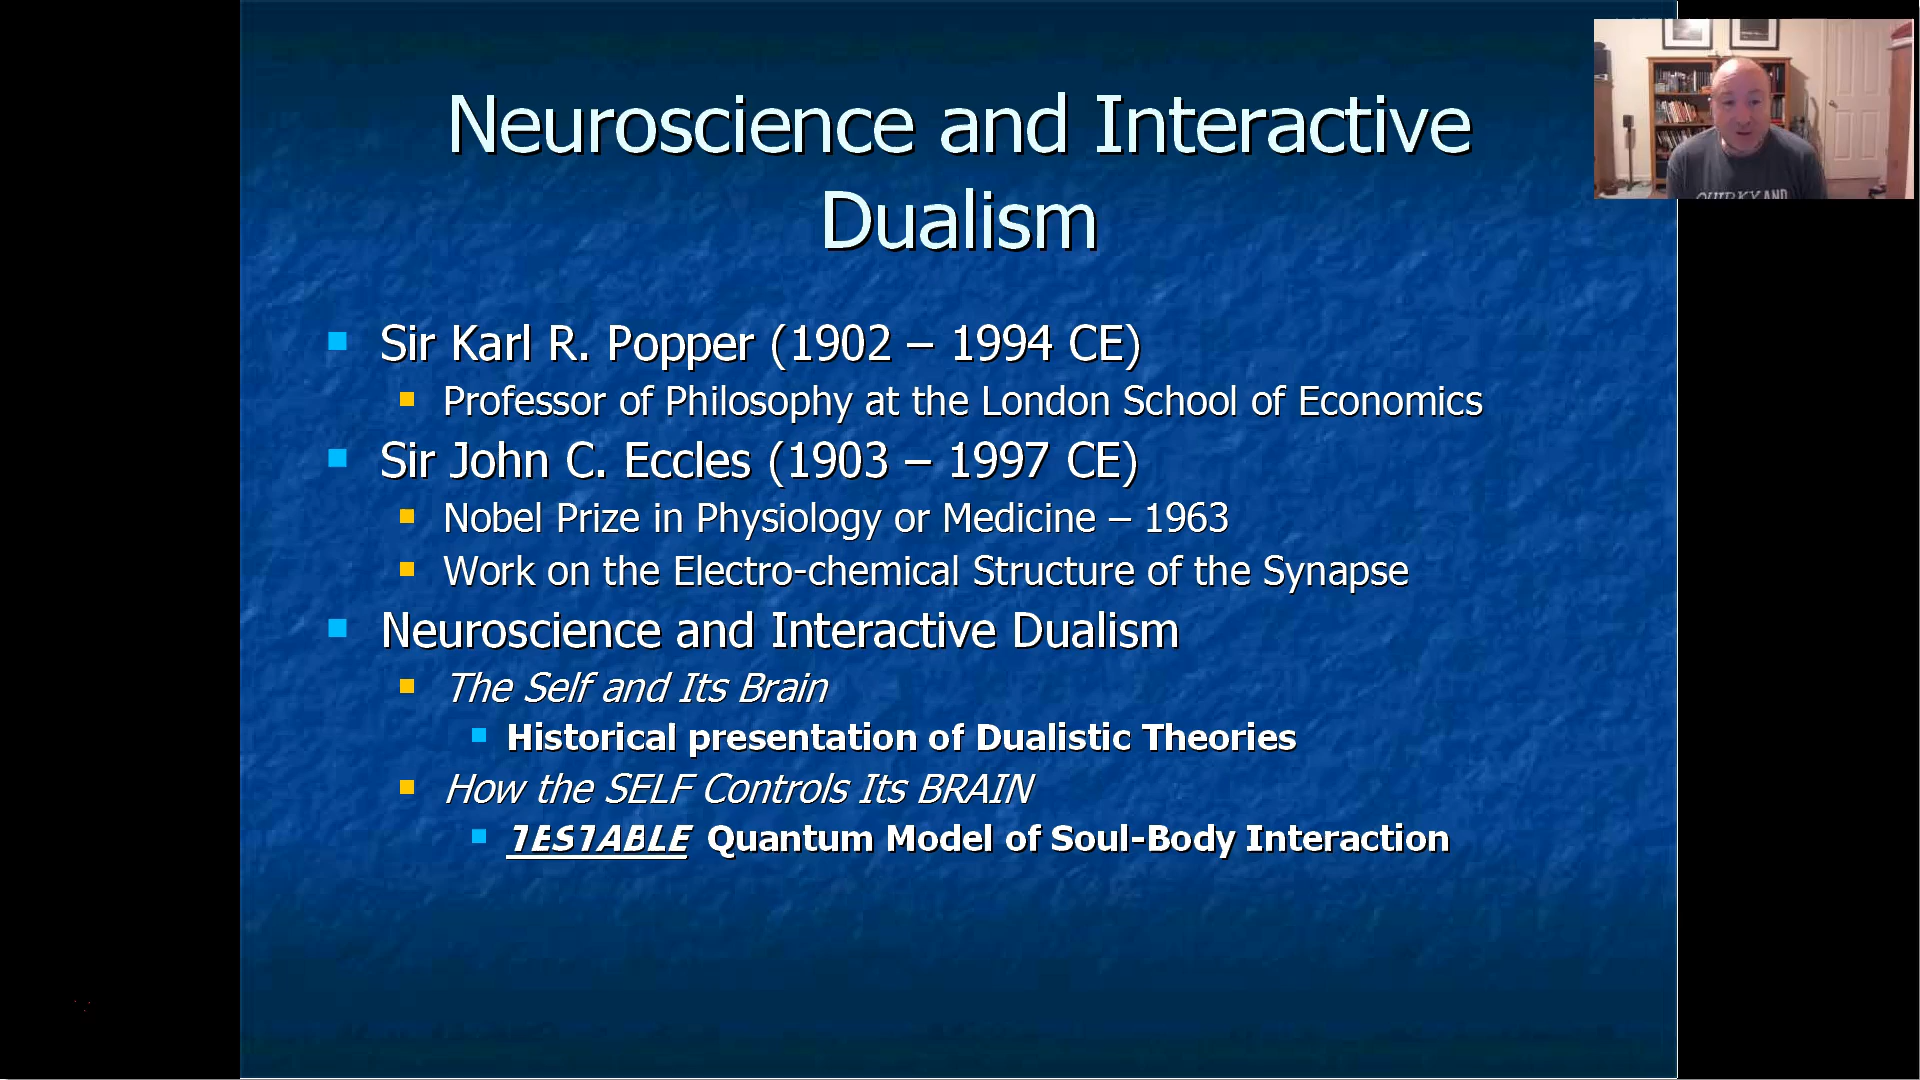 Neuroscience and Interactive
Dualism
Sir Karl R. Popper (1902 – 1994 CE)
Professor of Philosophy at the London School of Economics
Sir John C. Eccles (1903 – 1997 CE)
Nobel Prize in Physiology or Medicine – 1963
Work on the Electro-chemical Structure of the Synapse
Neuroscience and Interactive Dualism
The Self and Its Brain
Historical presentation of Dualistic Theories
How the SELF Controls Its BRAIN
TESTABLE Quantum Model of Soul-Body Interaction
QUIRKY AND